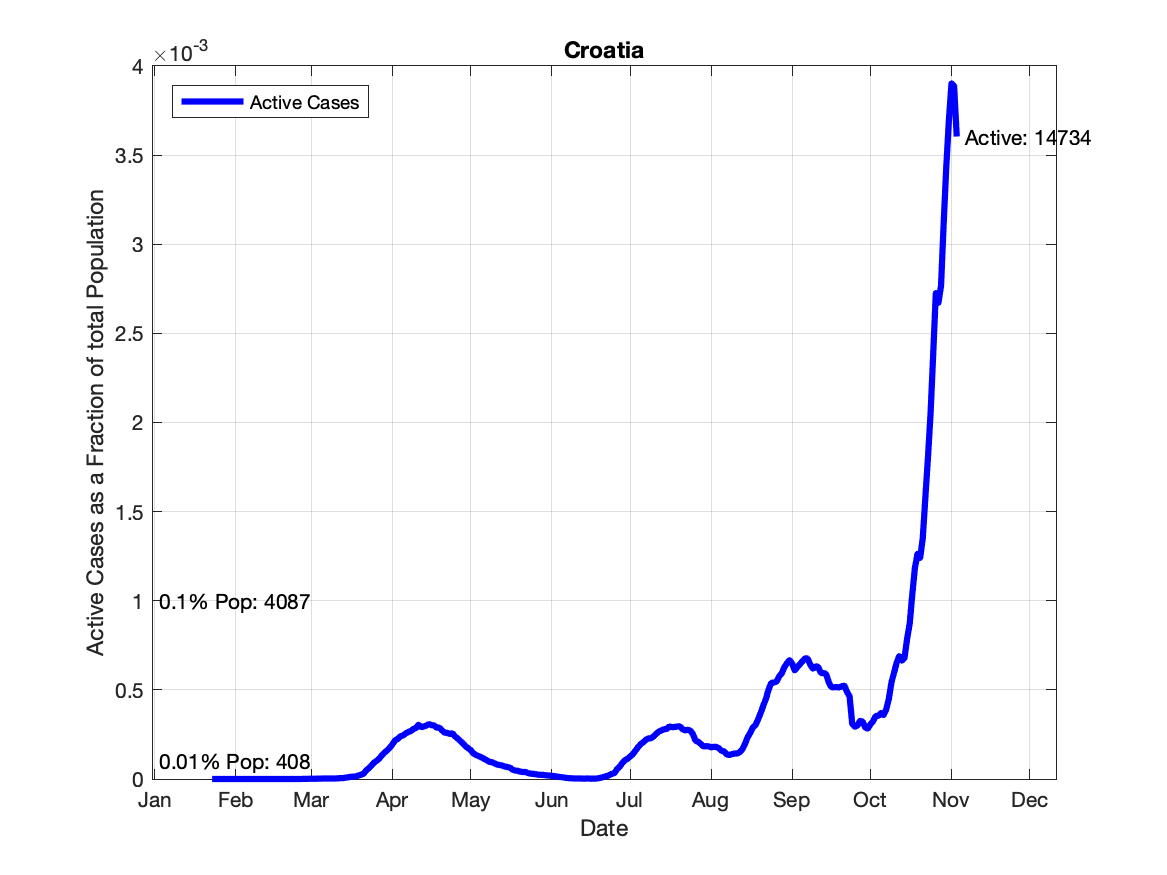 Croatia
×10-3
Active Cases
Active: 14734
4
3.5
3
2.5
2
1.5
1
0.5
0
0.1% Pop: 4087
0.01% Pop: 408
Active Cases as a Fraction of total Population
Jan Feb Mar Apr May Jun Jul Aug Sep Oct Nov Dec
Date